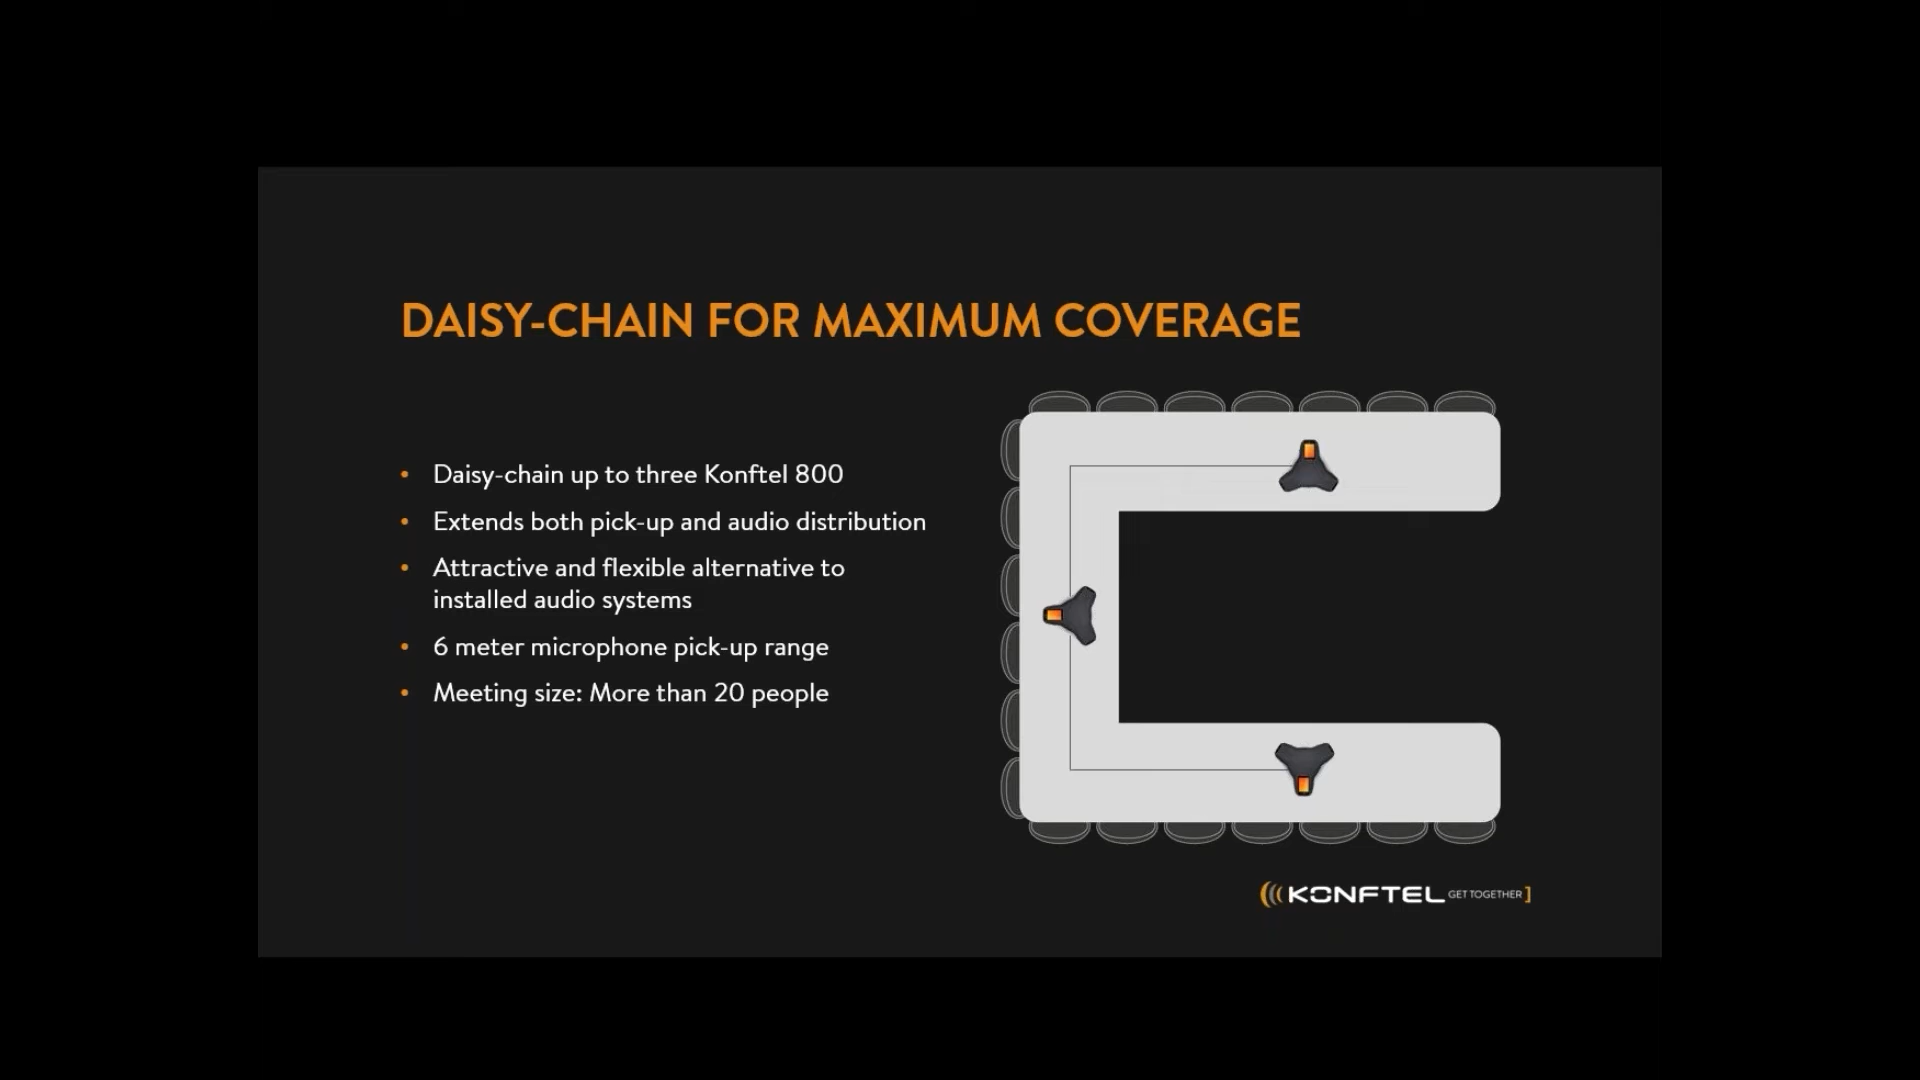 DAISY-CHAIN FOR MAXIMUM COVERAGE
• Daisy-chain up to three Konftel 800
• Extends both pick-up and audio distribution
• Attractive and flexible alternative to
installed audio systems
• 6 meter microphone pick-up range
• Meeting size: More than 20 people
KONFTEL GET TOGETHER